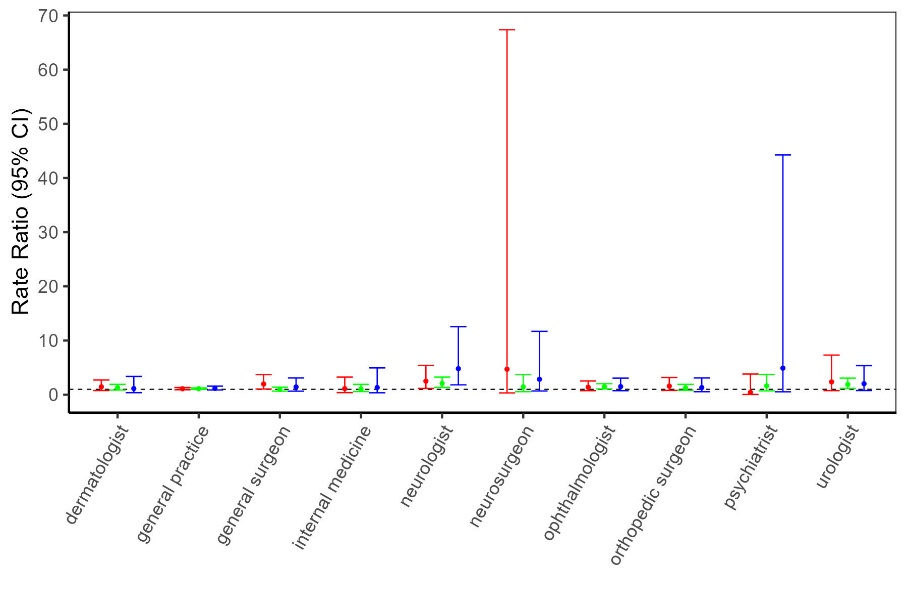 70
60
50
40
30
20
10
0
Rate Ratio (95% CI)
dermatologist
general practice
general surgeon
internal medicine
neurologist
neurosurgeon
ophthalmologist
orthopedic surgeon
psychiatrist
urologist